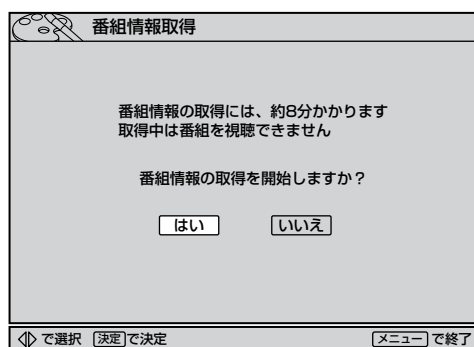 番組情報取得
番組情報の取得には、約8分かかります
取得中は番組を視聴できません
番組情報の取得を開始しますか？
はい いいえ
で選択 決定で決定 メニューで終了